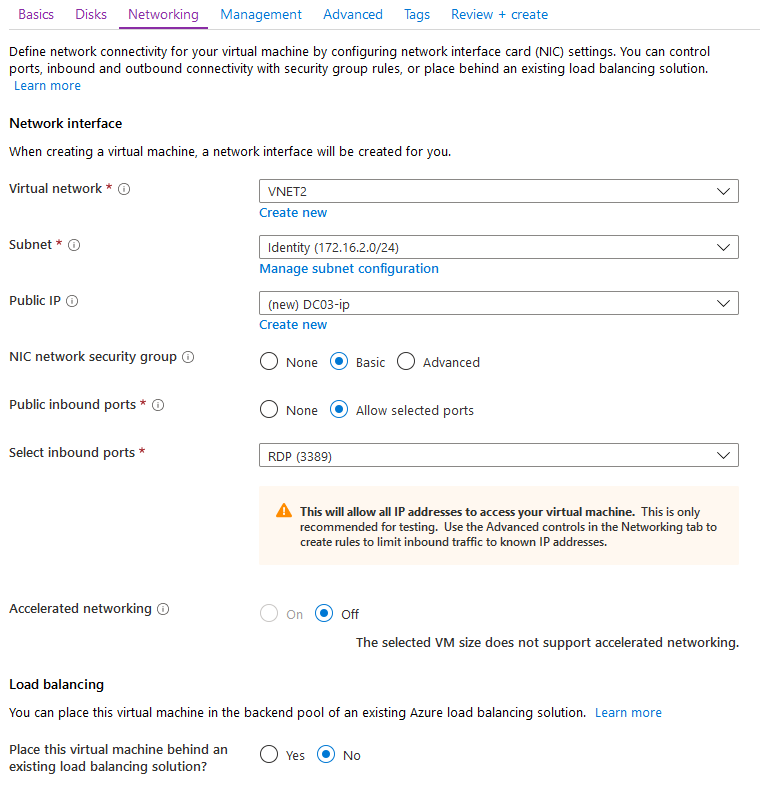 Basics Disks Networking Management Advanced Tags Review + create
Define network connectivity for your virtual machine by configuring network interface card (NIC) settings. You can control
ports, inbound and outbound connectivity with security group rules, or place behind an existing load balancing solution.
Learn more
Network interface
When creating a virtual machine, a network interface will be created for you.
Virtual network * VNET2
Create new
Subnet * Identity (172.16.2.0/24)
Manage subnet configuration
Public IP (new) DC03-ip
Create new
NIC network security group None Basic Advanced
Public inbound ports * None Allow selected ports
Select inbound ports * RDP (3389)
This will allow all IP addresses to access your virtual machine. This is only
recommended for testing. Use the Advanced controls in the Networking tab to
create rules to limit inbound traffic to known IP addresses.
Accelerated networking On Off
The selected VM size does not support accelerated networking.
Load balancing
You can place this virtual machine in the backend pool of an existing Azure load balancing solution. Learn more
Place this virtual machine behind an
existing load balancing solution? Yes No